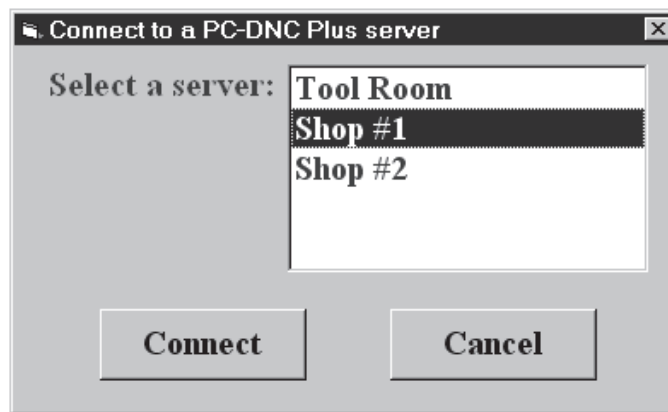 Connect to a PC-DNC Plus server
Select a server:
Tool Room
Shop #1
Shop #2
Connect
Cancel